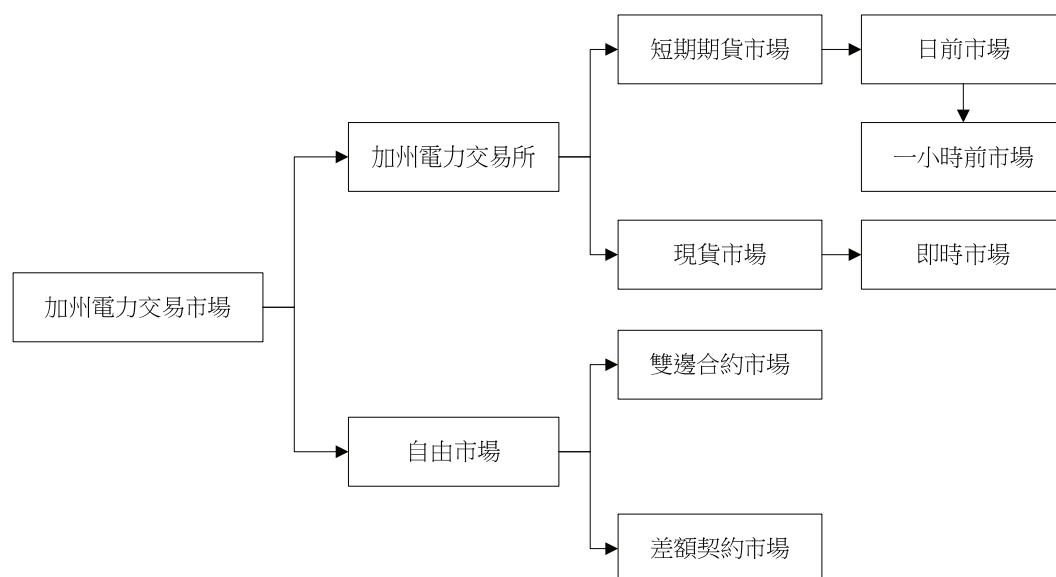 短期期貨市場
日前市場
加州電力交易所
一小時前市場
現貨市場
即時市場
加州電力交易市場
雙邊合約市場
自由市場
差額契約市場